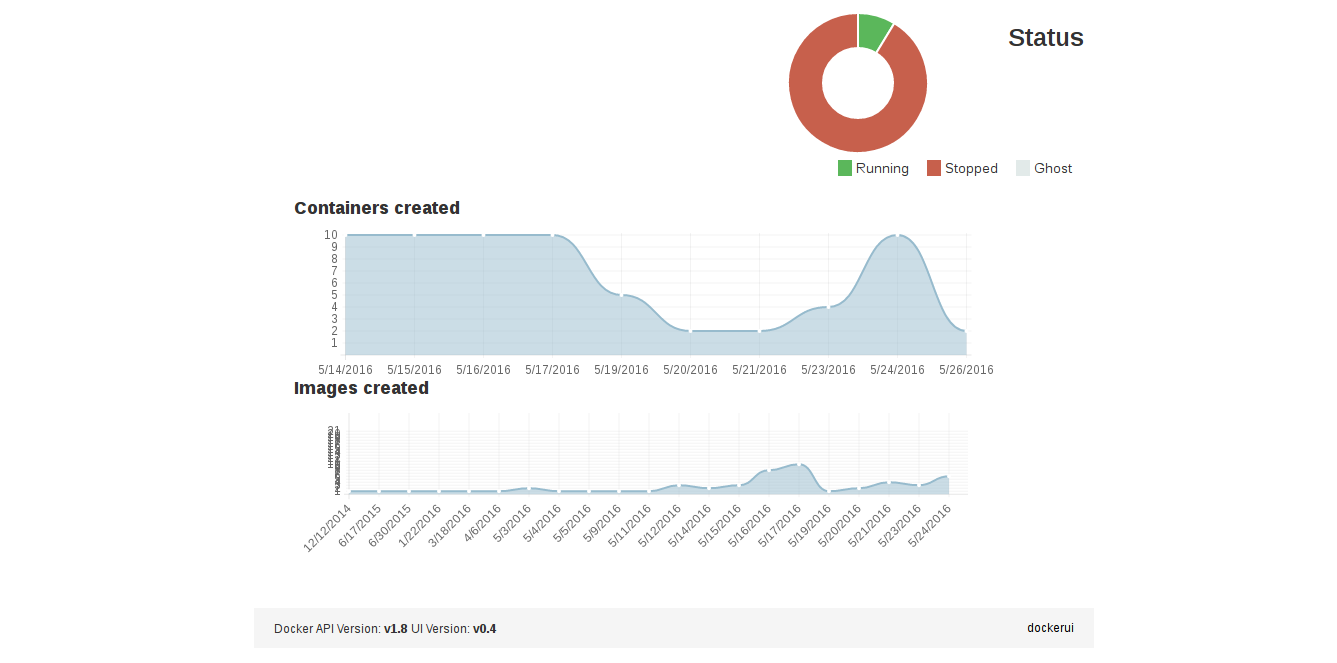 Status
Running Stopped Ghost
Containers created
10
9
8
7
6
5
4
3
2
1
5/14/2016 5/15/2016 5/16/2016 5/17/2016 5/19/2016 5/20/2016 5/21/2016 5/23/2016 5/24/2016 5/26/2016
Images created
21
12/12/2014 6/17/2015 6/30/2015 1/22/2016 3/18/2016 4/6/2016 5/3/2016 5/4/2016 5/5/2016 5/9/2016 5/11/2016 5/12/2016 5/14/2016 5/15/2016 5/16/2016 5/17/2016 5/19/2016 5/20/2016 5/21/2016 5/23/2016 5/24/2016
Docker API Version: v1.8 UI Version: v0.4 dockerui